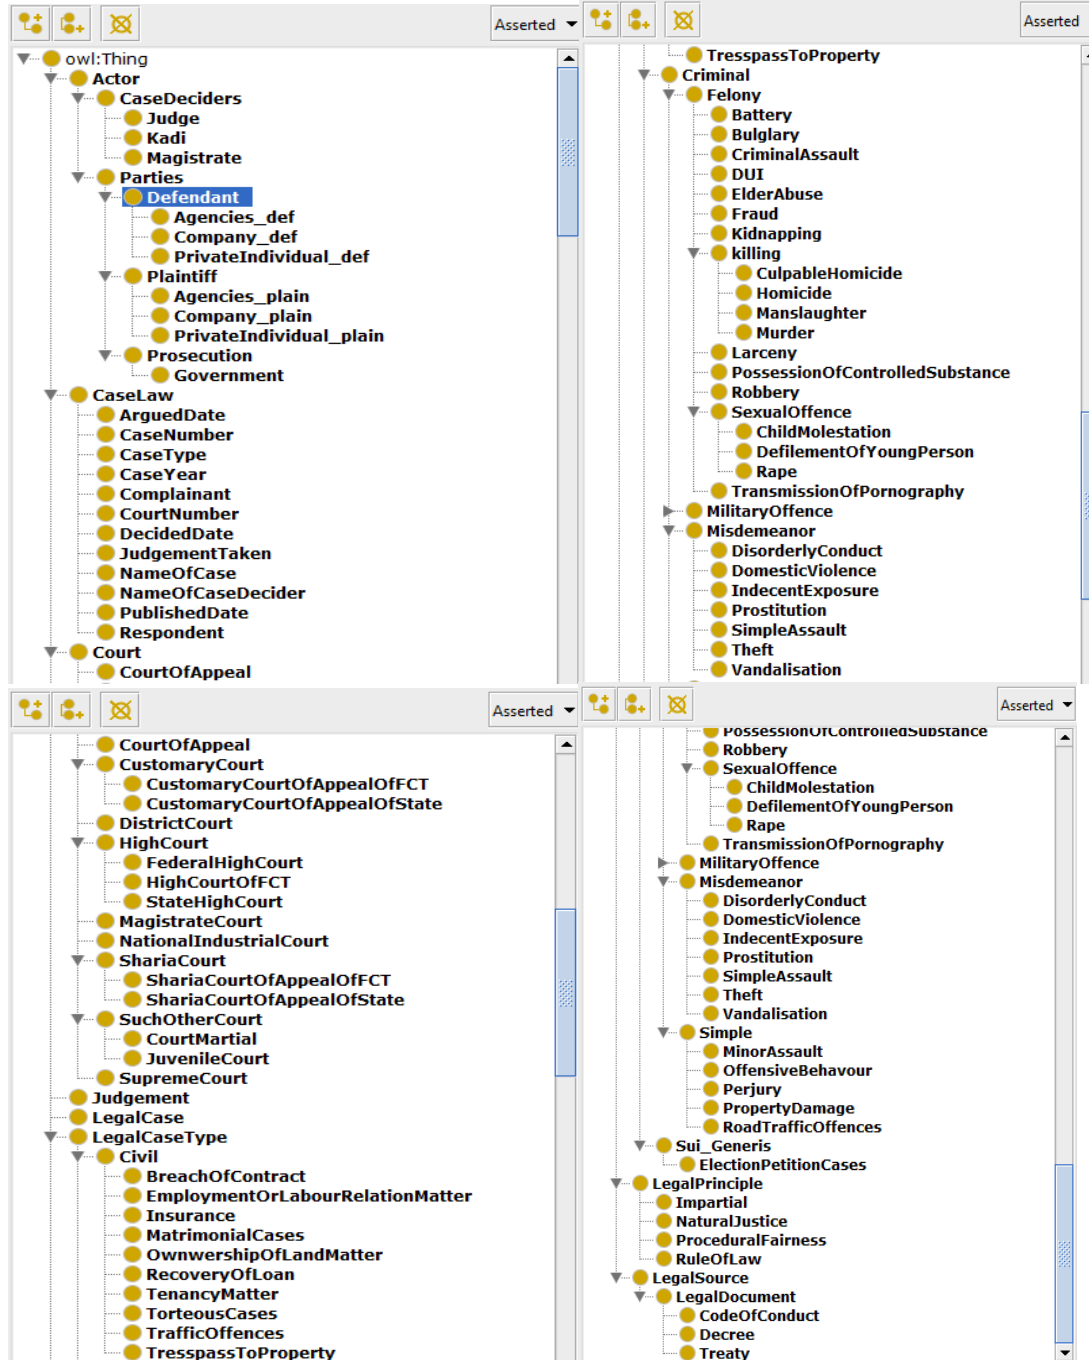 Asserted
owl:Thing
Actor
CaseDeciders
Judge
Kadi
Magistrate
Parties
Defendant
Agencies_def
Company_def
PrivateIndividual_def
Plaintiff
Agencies_plain
Company_plain
PrivateIndividual_plain
Prosecution
Government
CaseLaw
ArguedDate
CaseNumber
CaseType
CaseYear
Complainant
CourtNumber
DecidedDate
JudgementTaken
NameOfCase
NameOfCaseDecider
PublishedDate
Respondent
Court
CourtOfAppeal
Asserted
TresspassToProperty
Criminal
Felony
Battery
Bulglary
CriminalAssault
DUI
ElderAbuse
Fraud
Kidnapping
killing
CulpableHomicide
Homicide
Manslaughter
Murder
Larceny
PossessionOfControlledSubstance
Robbery
SexualOffence
ChildMolestation
DefilementOfYoungPerson
Rape
TransmissionOfPornography
MilitaryOffence
Misdemeanor
DisorderlyConduct
DomesticViolence
IndecentExposure
Prostitution
SimpleAssault
Theft
Vandalisation
Asserted
CourtOfAppeal
CustomaryCourt
CustomaryCourtOfAppealOfFCT
CustomaryCourtOfAppealOfState
DistrictCourt
HighCourt
FederalHighCourt
HighCourtOfFCT
StateHighCourt
MagistrateCourt
NationalIndustrialCourt
ShariaCourt
ShariaCourtOfAppealOfFCT
ShariaCourtOfAppealOfState
SuchOtherCourt
CourtMartial
JuvenileCourt
SupremeCourt
Judgement
LegalCase
LegalCaseType
Civil
BreachOfContract
EmploymentOrLabourRelationMatter
Insurance
MatrimonialCases
OwnwershipOfLandMatter
RecoveryOfLoan
TenancyMatter
TorteousCases
TrafficOffences
TresspassToProperty
Asserted
PossessionOfControlledSubstance
Robbery
SexualOffence
ChildMolestation
DefilementOfYoungPerson
Rape
TransmissionOfPornography
MilitaryOffence
Misdemeanor
DisorderlyConduct
DomesticViolence
IndecentExposure
Prostitution
SimpleAssault
Theft
Vandalisation
Simple
MinorAssault
OffensiveBehavour
Perjury
PropertyDamage
RoadTrafficOffences
Sui_Generis
ElectionPetitionCases
LegalPrinciple
Impartial
NaturalJustice
ProceduralFairness
RuleOfLaw
LegalSource
LegalDocument
CodeOfConduct
Decree
Treaty